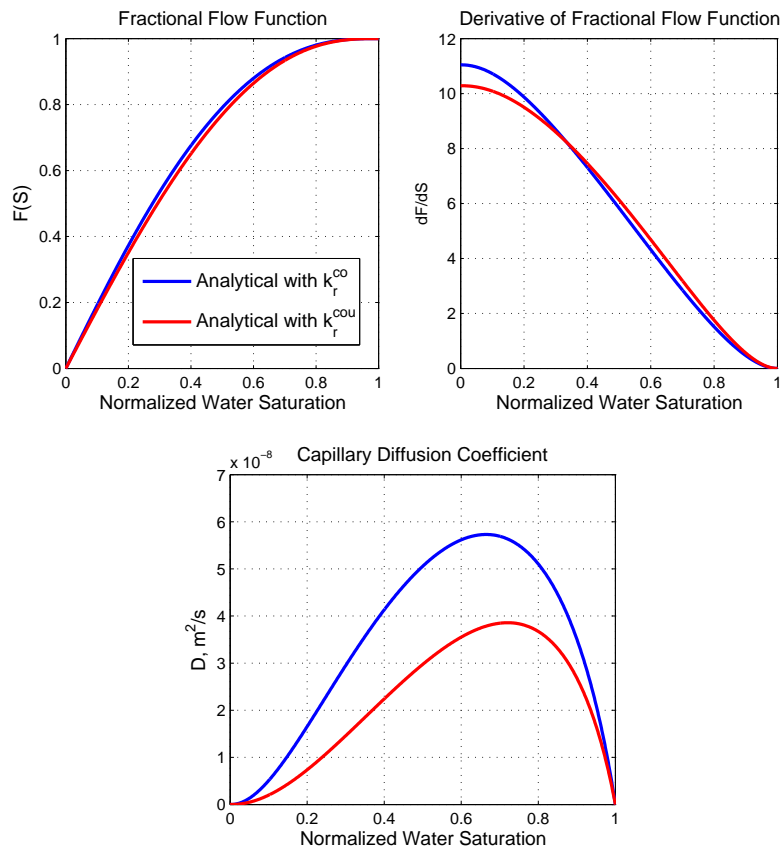 Fractional Flow Function
F(S)
1
0.8
0.6
0.4
0.2
0
Analytical with k_r^co
Analytical with k_r^cou
0 0.2 0.4 0.6 0.8 1
Normalized Water Saturation
Derivative of Fractional Flow Function
dF/dS
12
10
8
6
4
2
0
0 0.2 0.4 0.6 0.8 1
Normalized Water Saturation
x 10^−8
Capillary Diffusion Coefficient
D, m^2/s
7
6
5
4
3
2
1
0
0 0.2 0.4 0.6 0.8 1
Normalized Water Saturation